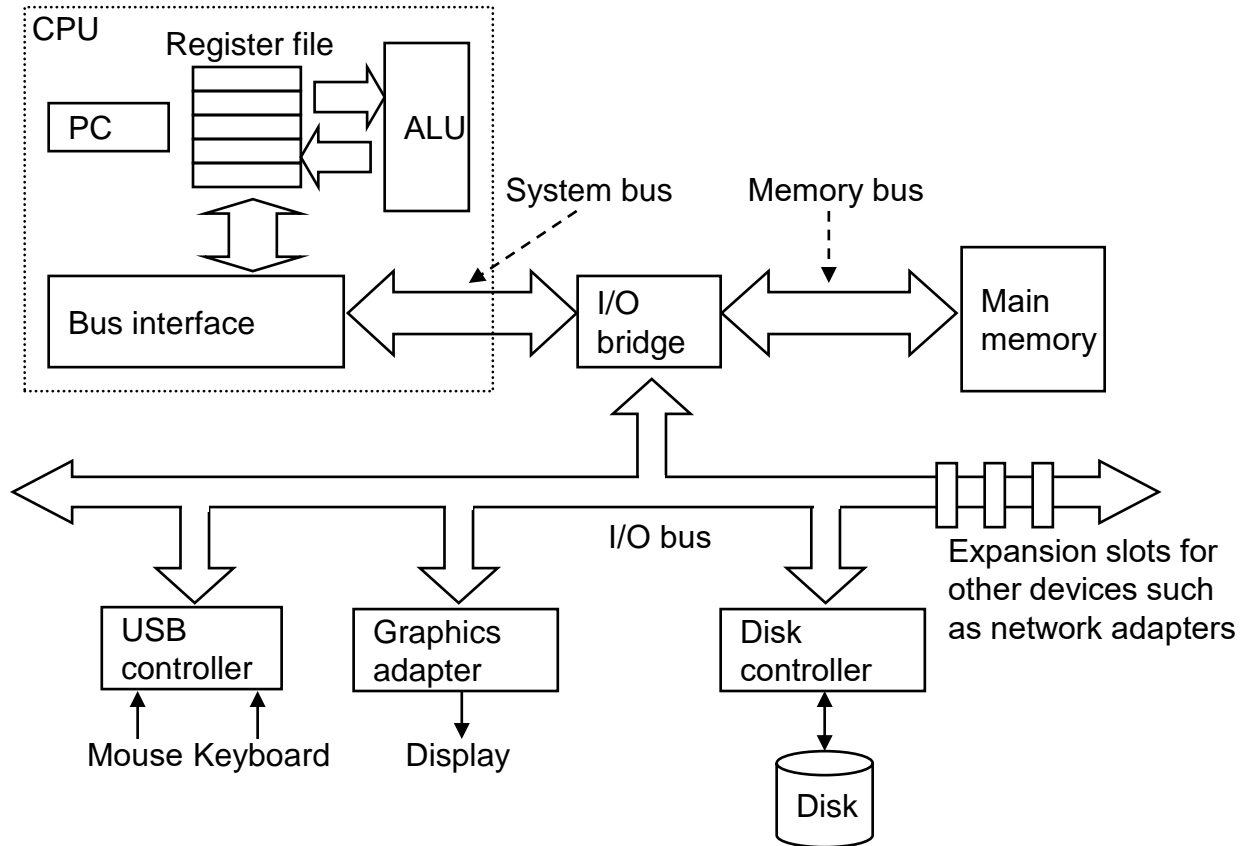 CPU
Register file
PC
ALU
System bus
Memory bus
Bus interface
I/O
bridge
Main
memory
I/O bus
Expansion slots for
other devices such
as network adapters
USB
controller
Graphics
adapter
Disk
controller
Mouse
Keyboard
Display
Disk